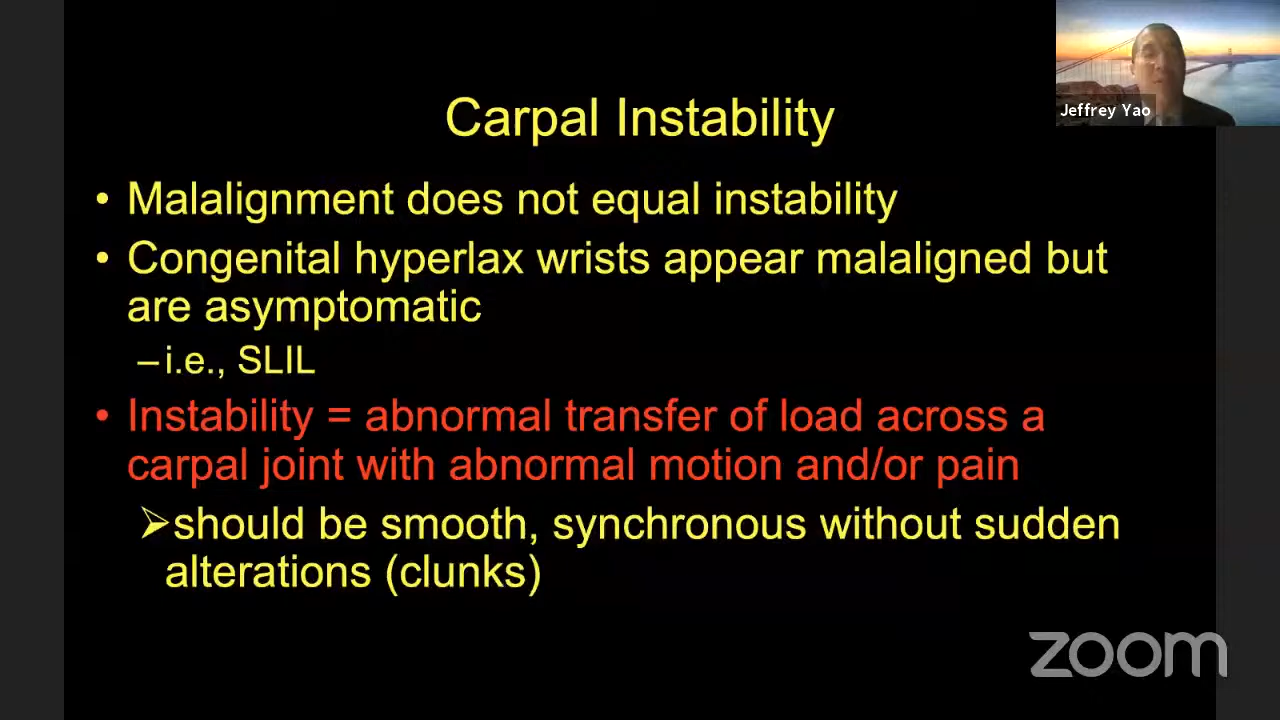 Jeffrey Yao
Carpal Instability
• Malalignment does not equal instability
• Congenital hyperlax wrists appear malaligned but
are asymptomatic
–i.e., SLIL
• Instability = abnormal transfer of load across a
carpal joint with abnormal motion and/or pain
➢should be smooth, synchronous without sudden
alterations (clunks)
zoom